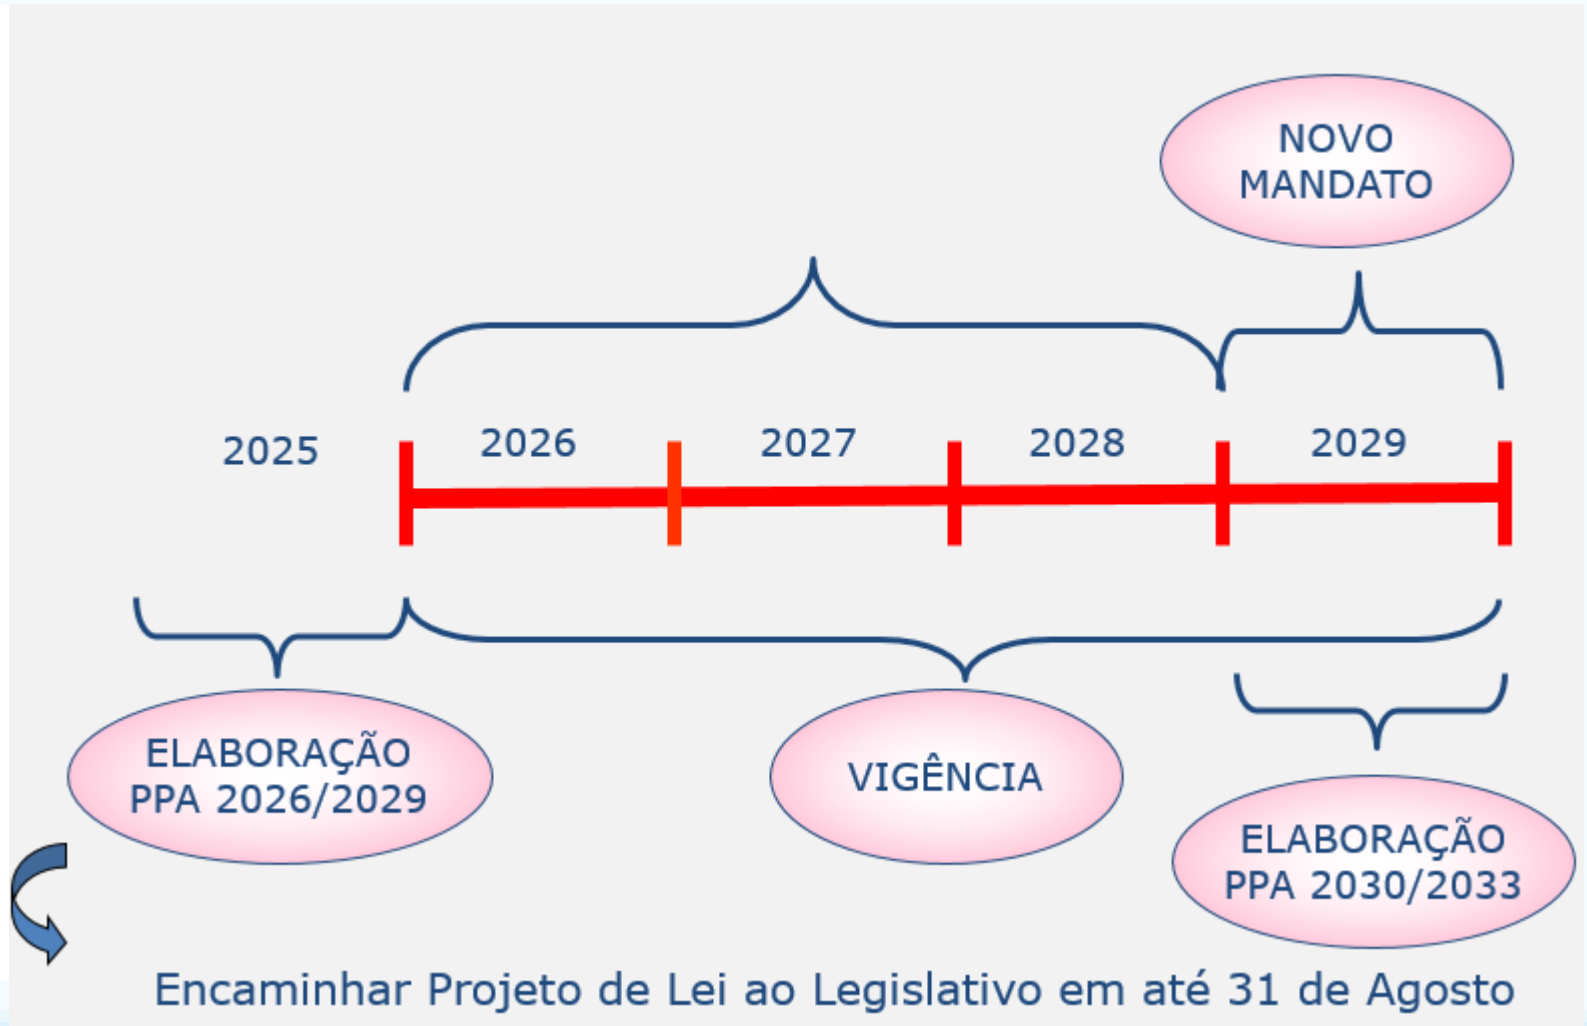 NOVO
MANDATO
2025
2026
2027
2028
2029
ELABORAÇÃO
PPA 2026/2029
VIGÊNCIA
ELABORAÇÃO
PPA 2030/2033
Encaminhar Projeto de Lei ao Legislativo em até 31 de Agosto